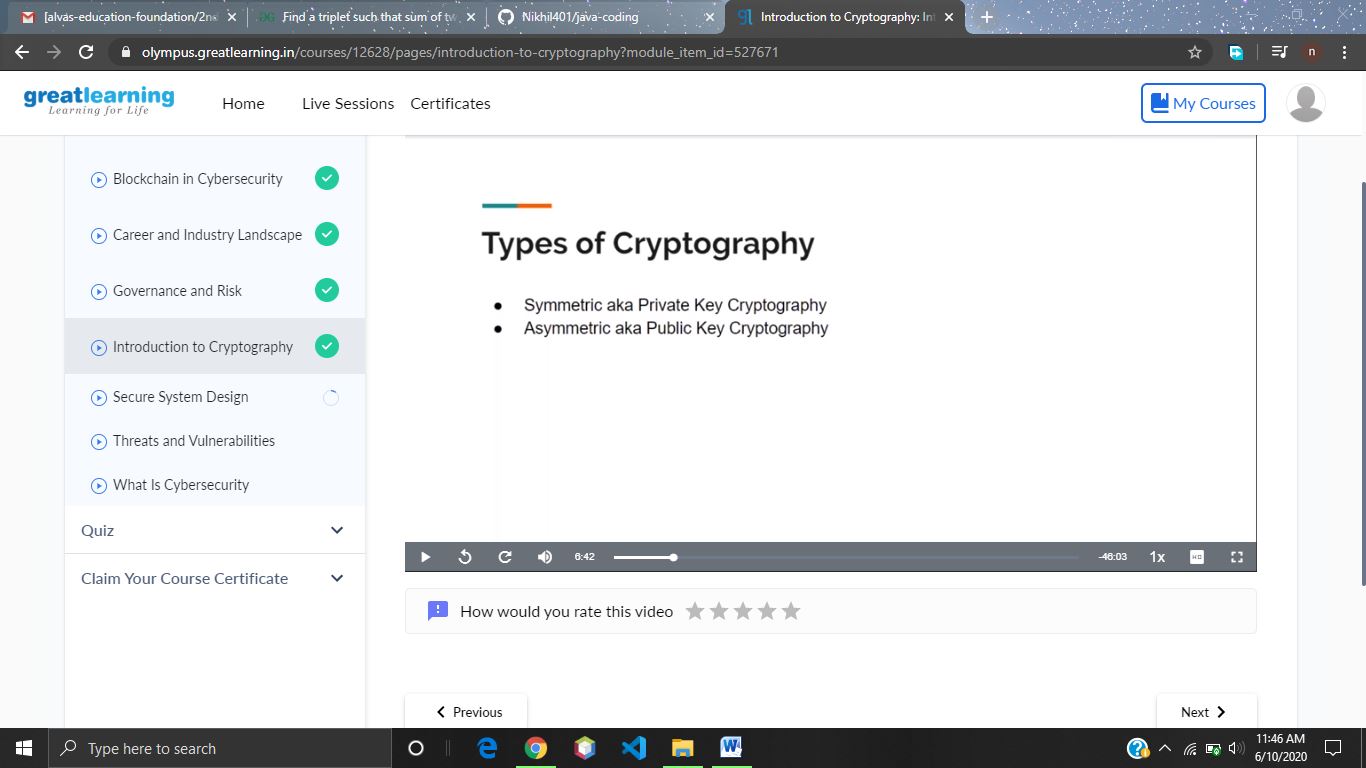 [alvas-education-foundation/2nd
Find a triplet such that sum of tw
Nikhil401/java-coding
Introduction to Cryptography: Int
olympus.greatlearning.in/courses/12628/pages/introduction-to-cryptography?module_item_id=527671
n
greatlearning
Learning for Life
Home
Live Sessions
Certificates
My Courses
Blockchain in Cybersecurity
Career and Industry Landscape
Governance and Risk
Introduction to Cryptography
Secure System Design
Threats and Vulnerabilities
What Is Cybersecurity
Quiz
Claim Your Course Certificate
Types of Cryptography
● Symmetric aka Private Key Cryptography
● Asymmetric aka Public Key Cryptography
6:42
-46:03
1x
HD
How would you rate this video
Previous
Next
Type here to search
11:46 AM
6/10/2020